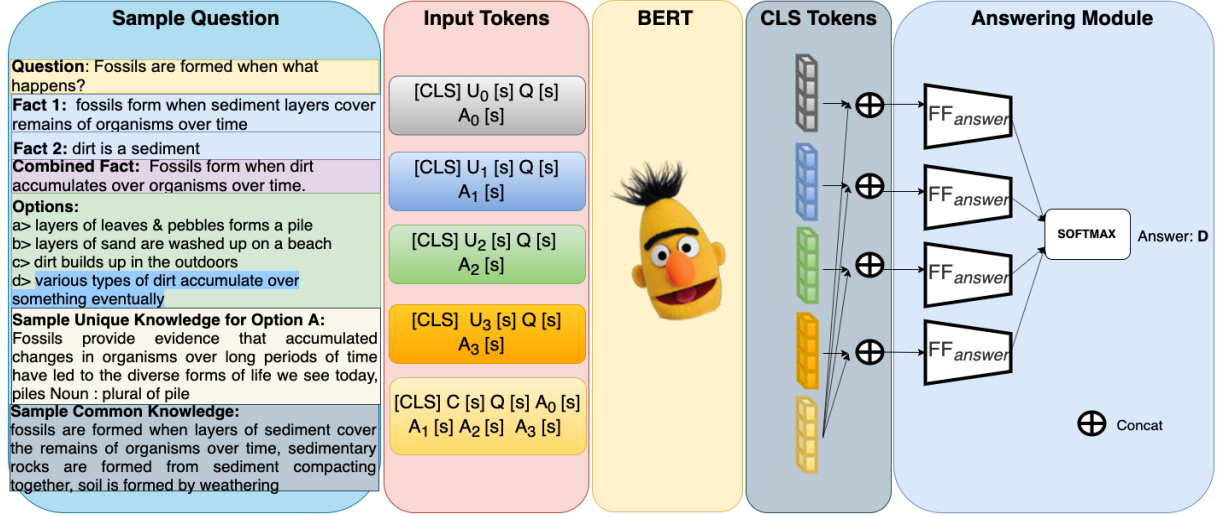 Sample Question
Question: Fossils are formed when what
happens?
Fact 1: fossils form when sediment layers cover
remains of organisms over time
Fact 2: dirt is a sediment
Combined Fact: Fossils form when dirt
accumulates over organisms over time.
Options:
a> layers of leaves & pebbles forms a pile
b> layers of sand are washed up on a beach
c> dirt builds up in the outdoors
d> various types of dirt accumulate over
something eventually
Sample Unique Knowledge for Option A:
Fossils provide evidence that accumulated
changes in organisms over long periods of time
have led to the diverse forms of life we see today,
piles Noun : plural of pile
Sample Common Knowledge:
fossils are formed when layers of sediment cover
the remains of organisms over time, sedimentary
rocks are formed from sediment compacting
together, soil is formed by weathering
Input Tokens
[CLS] U0 [s] Q [s]
A0 [s]
[CLS] U1 [s] Q [s]
A1 [s]
[CLS] U2 [s] Q [s]
A2 [s]
[CLS] U3 [s] Q [s]
A3 [s]
[CLS] C [s] Q [s] A0 [s]
A1 [s] A2 [s] A3 [s]
BERT
CLS Tokens
Answering Module
FFanswer
FFanswer
FFanswer
FFanswer
SOFTMAX
Answer: D
Concat